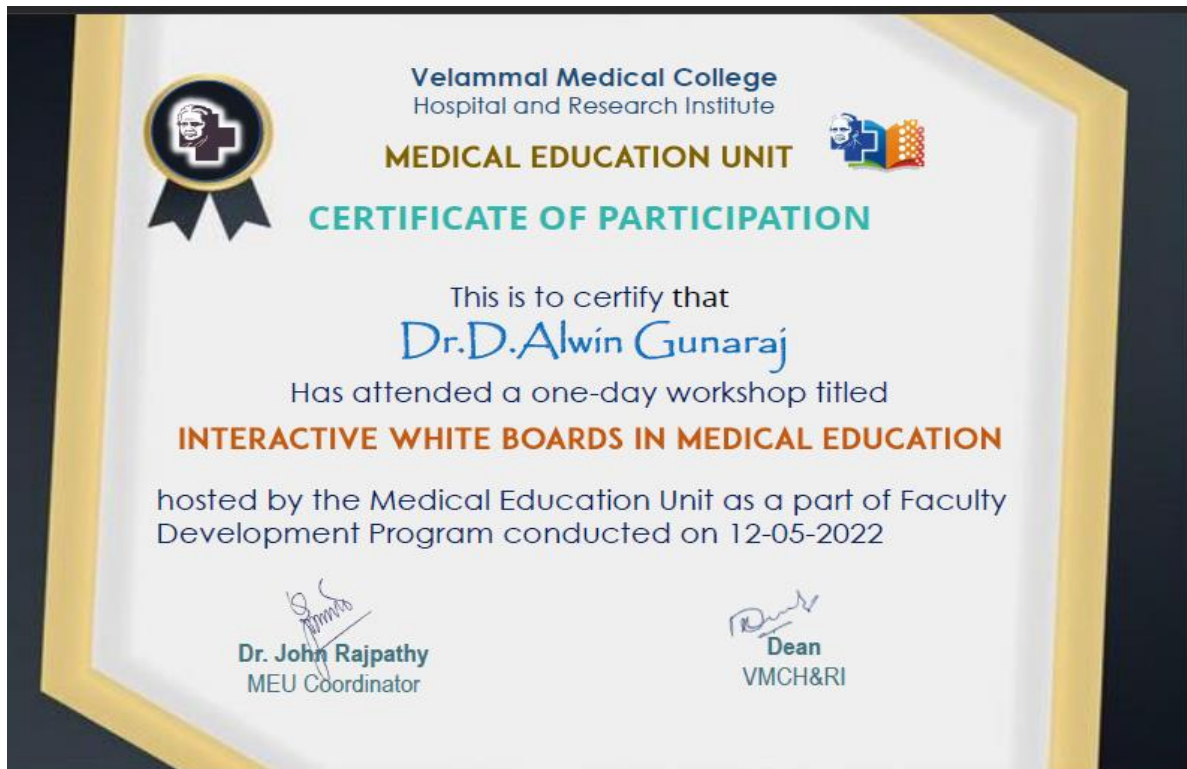 Velammal Medical College
Hospital and Research Institute
MEDICAL EDUCATION UNIT
CERTIFICATE OF PARTICIPATION
This is to certify that
Dr.D.Alwin Gunaraj
Has attended a one-day workshop titled
INTERACTIVE WHITE BOARDS IN MEDICAL EDUCATION
hosted by the Medical Education Unit as a part of Faculty
Development Program conducted on 12-05-2022
Dr. John Rajpathy
MEU Coordinator
Dean
VMCH&RI